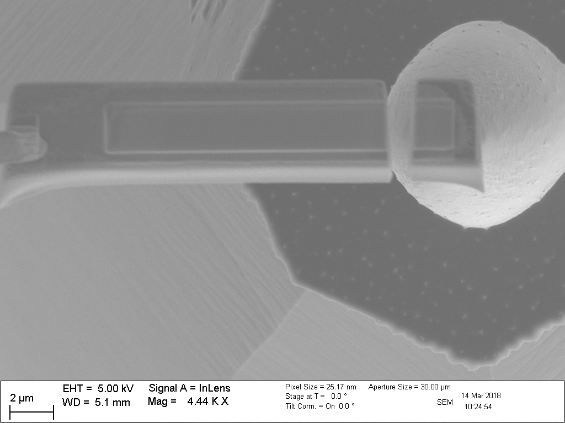 2 µm
EHT = 5.00 kV
WD = 5.1 mm
Signal A = InLens
Mag = 4.44 K X
Pixel Size = 25.17 nm
Stage at T = 0.0 °
Tilt Corrn. = On 0.0 °
Aperture Size = 30.00 µm
SEM
14 Mar 2018
10:24:54